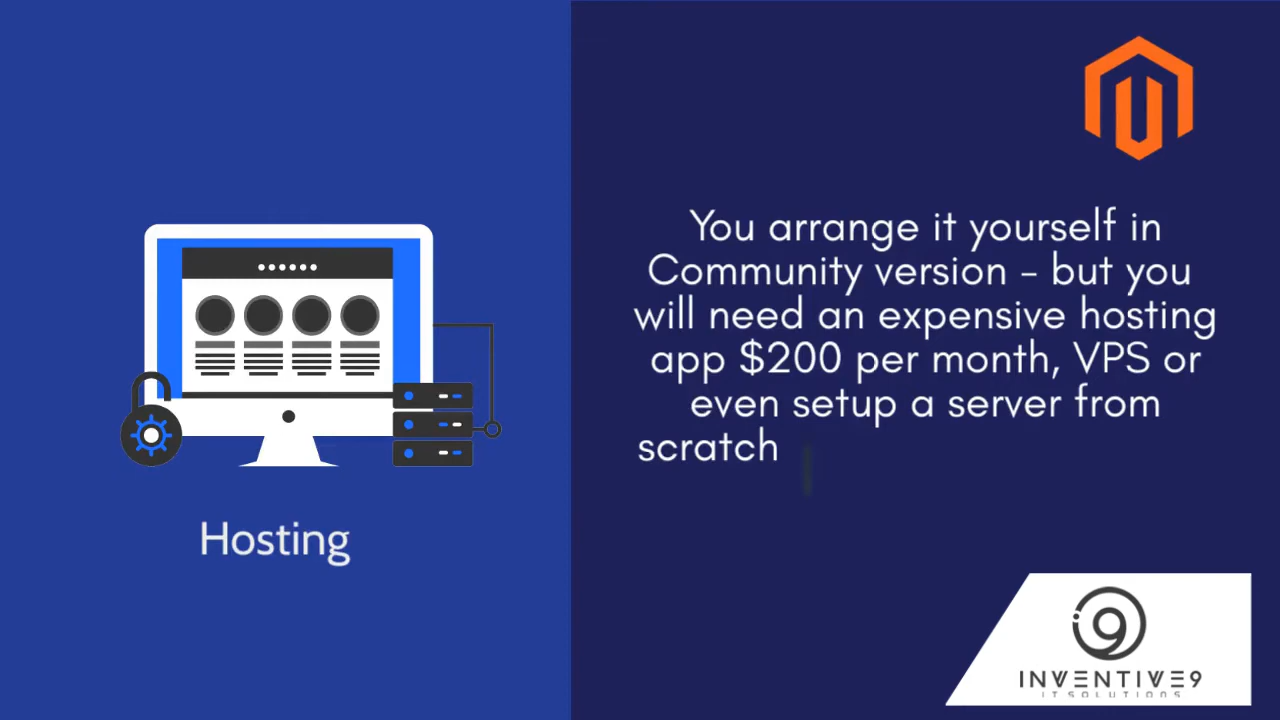 You arrange it yourself in
Community version - but you
will need an expensive hosting
app $200 per month, VPS or
even setup a server from
scratch
Hosting
INVENTIVE9
IT SOLUTIONS